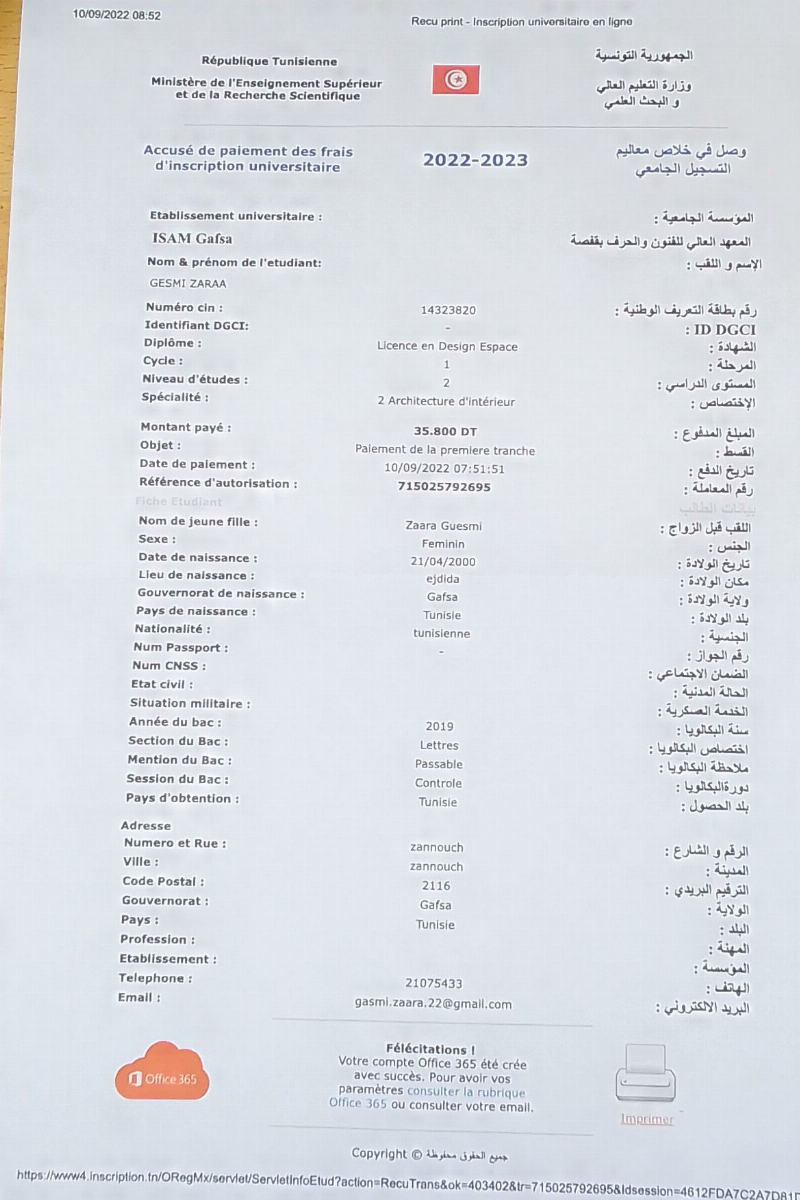 10/09/2022 08:52
Recu print - Inscription universitaire en ligne
République Tunisienne
الجمهورية التونسية
Ministère de l'Enseignement Supérieur
et de la Recherche Scientifique
وزارة التعليم العالي
و البحث العلمي
Accusé de paiement des frais
d'inscription universitaire
2022-2023
وصل في خلاص معاليم
التسجيل الجامعي
Etablissement universitaire :
المؤسسة الجامعية :
ISAM Gafsa
المعهد العالي للفنون والحرف بقفصة
Nom & prénom de l'etudiant:
الإسم و اللقب :
GESMI ZARAA
Numéro cin : 14323820 رقم بطاقة التعريف الوطنية :
Identifiant DGCI: - ID DGCI :
Diplôme : Licence en Design Espace الشهادة :
Cycle : 1 المرحلة :
Niveau d'études : 2 المستوى الدراسي :
Spécialité : 2 Architecture d'intérieur الإختصاص :
Montant payé : 35.800 DT المبلغ المدفوع :
Objet : Paiement de la premiere tranche القسط :
Date de paiement : 10/09/2022 07:51:51 تاريخ الدفع :
Référence d'autorisation : 715025792695 رقم المعاملة :
Fiche Etudiant بيانات الطالب
Nom de jeune fille : Zaara Guesmi اللقب قبل الزواج :
Sexe : Feminin الجنس :
Date de naissance : 21/04/2000 تاريخ الولادة :
Lieu de naissance : ejdida مكان الولادة :
Gouvernorat de naissance : Gafsa ولاية الولادة :
Pays de naissance : Tunisie بلد الولادة :
Nationalité : tunisienne الجنسية :
Num Passport : - رقم الجواز :
Num CNSS : الضمان الاجتماعي :
Etat civil : الحالة المدنية :
Situation militaire : الخدمة العسكرية :
Année du bac : 2019 سنة البكالويا :
Section du Bac : Lettres اختصاص البكالويا :
Mention du Bac : Passable ملاحظة البكالويا :
Session du Bac : Controle دورةالبكالويا :
Pays d'obtention : Tunisie بلد الحصول :
Adresse
Numero et Rue : zannouch الرقم و الشارع :
Ville : zannouch المدينة :
Code Postal : 2116 الترقيم البريدي :
Gouvernorat : Gafsa الولاية :
Pays : Tunisie البلد :
Profession : المهنة :
Etablissement : المؤسسة :
Telephone : 21075433 الهاتف :
Email : gasmi.zaara.22@gmail.com البريد الالكتروني :
Office 365
Félécitations !
Votre compte Office 365 été crée
avec succès. Pour avoir vos
paramètres consulter la rubrique
Office 365 ou consulter votre email.
Imprimer
Copyright © جميع الحقوق محفوظة
https://www4.inscription.tn/ORegMx/servlet/ServletInfoEtud?action=RecuTrans&ok=403402&tr=715025792695&Idsession=4612FDA7C2A7D81D